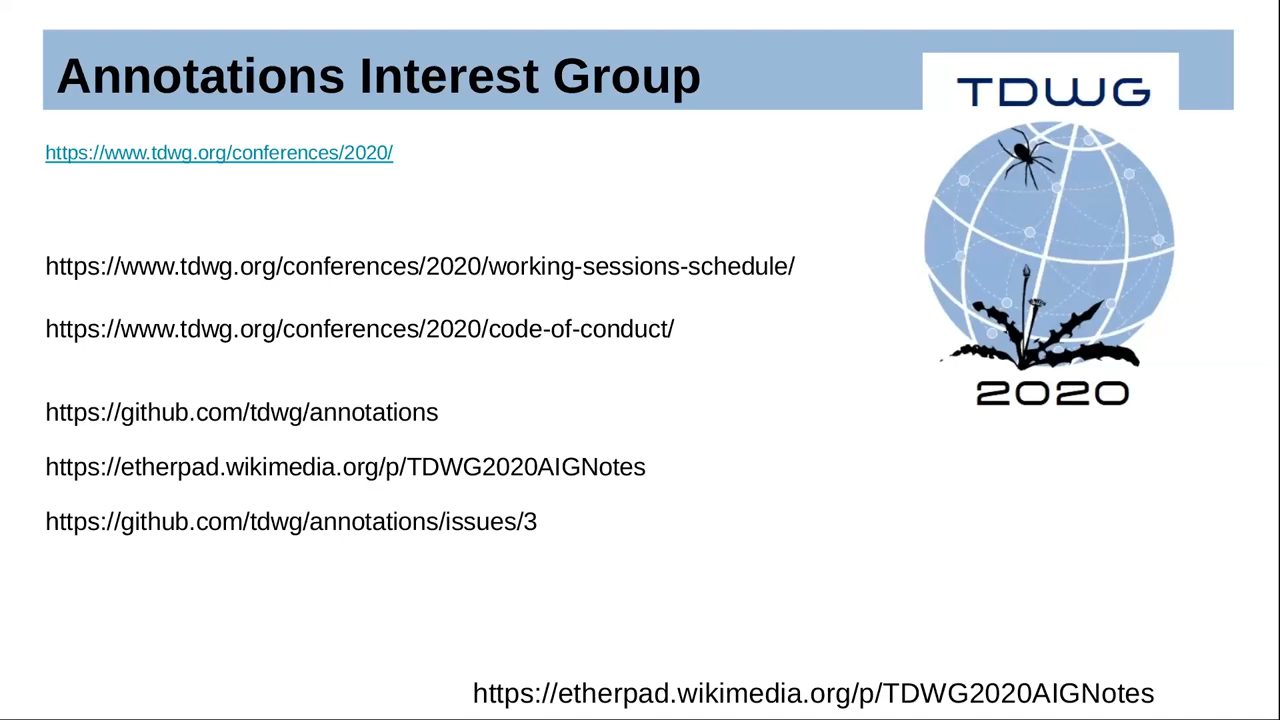 Annotations Interest Group
TDWG
https://www.tdwg.org/conferences/2020/
https://www.tdwg.org/conferences/2020/working-sessions-schedule/
https://www.tdwg.org/conferences/2020/code-of-conduct/
2020
https://github.com/tdwg/annotations
https://etherpad.wikimedia.org/p/TDWG2020AIGNotes
https://github.com/tdwg/annotations/issues/3
https://etherpad.wikimedia.org/p/TDWG2020AIGNotes